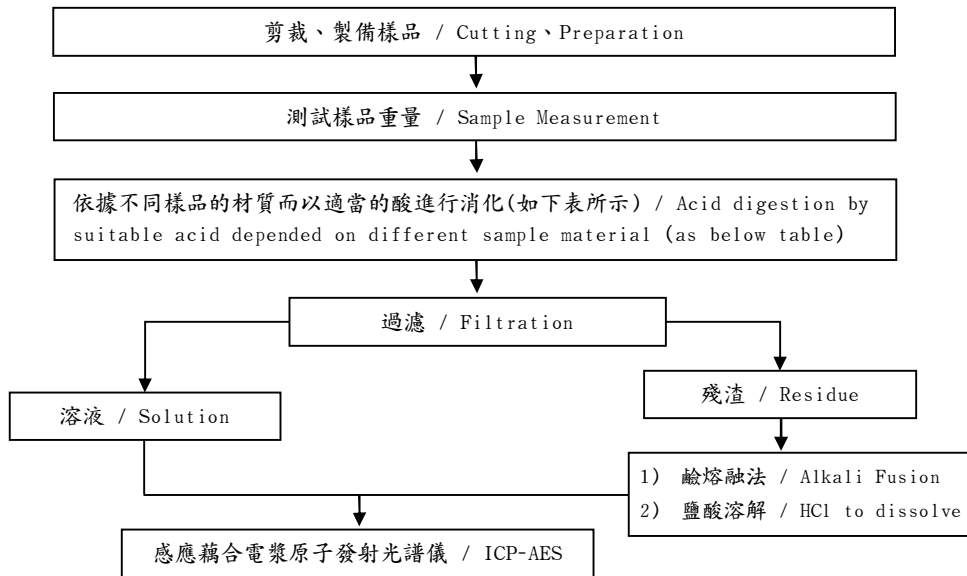 剪裁、製備樣品 / Cutting、Preparation
測試樣品重量 / Sample Measurement
依據不同樣品的材質而以適當的酸進行消化(如下表所示) / Acid digestion by
suitable acid depended on different sample material (as below table)
過濾 / Filtration
溶液 / Solution
殘渣 / Residue
1) 鹼熔融法 / Alkali Fusion
2) 鹽酸溶解 / HCl to dissolve
感應藕合電漿原子發射光譜儀 / ICP-AES